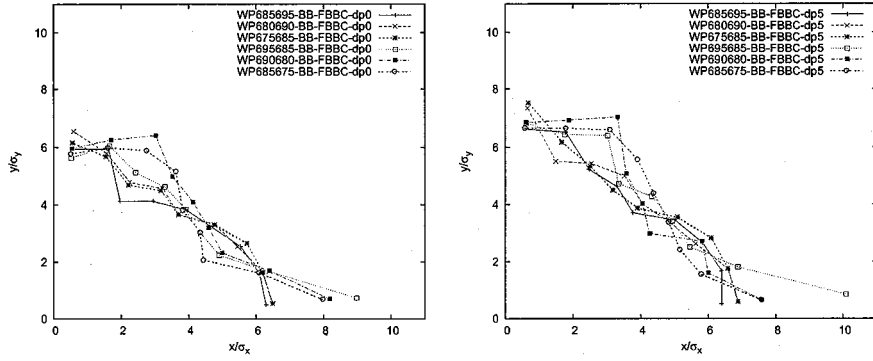 WP685695-BB-FBBC-dp0
WP680690-BB-FBBC-dp0
WP675685-BB-FBBC-dp0
WP695685-BB-FBBC-dp0
WP690680-BB-FBBC-dp0
WP685675-BB-FBBC-dp0
10
8
6
4
2
0
y/σy
0 2 4 6 8 10
x/σx
WP685695-BB-FBBC-dp5
WP680690-BB-FBBC-dp5
WP675685-BB-FBBC-dp5
WP695685-BB-FBBC-dp5
WP690680-BB-FBBC-dp5
WP685675-BB-FBBC-dp5
10
8
6
4
2
0
y/σy
0 2 4 6 8 10
x/σx